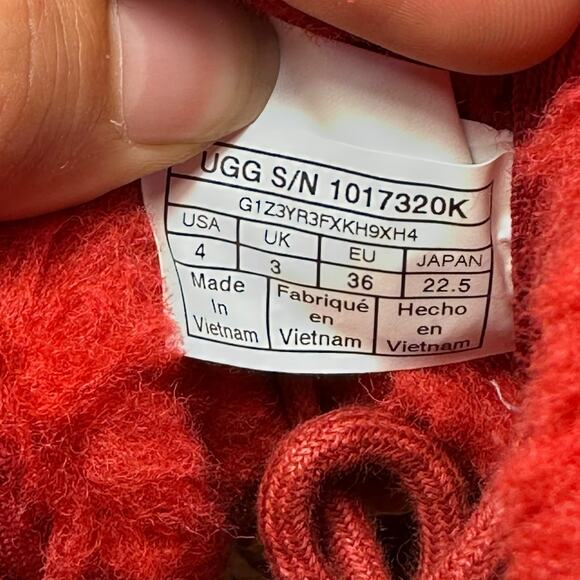 UGG S/N 1017320K
G1Z3YR3FXKH9XH4
USA UK EU JAPAN
4 3 36 22.5
Made Fabriqué Hecho
In en en
Vietnam Vietnam Vietnam